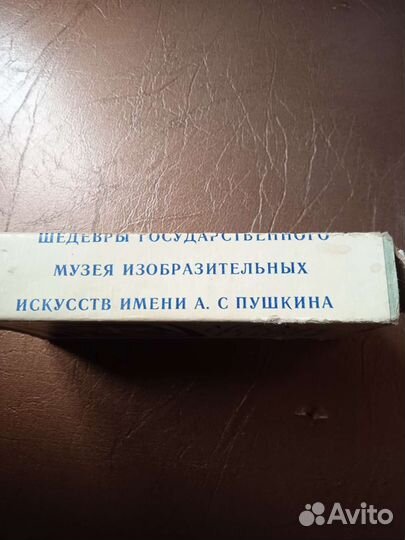 ШЕДЕВРЫ ГОСУДАРСТВЕННОГО
МУЗЕЯ ИЗОБРАЗИТЕЛЬНЫХ
ИСКУССТВ ИМЕНИ А. С ПУШКИНА
Avito